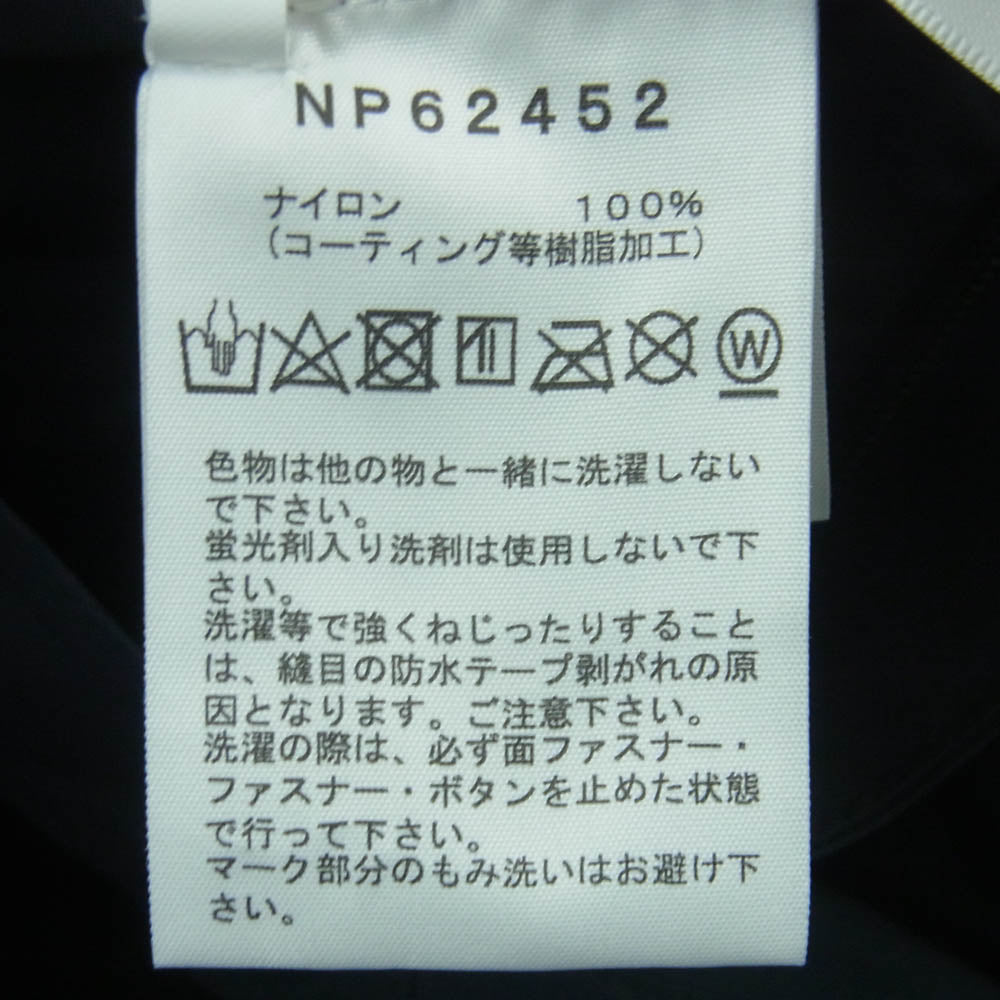 NP62452
ナイロン 100%
(コーティング等樹脂加工)
W
色物は他の物と一緒に洗濯しない
で下さい。
蛍光剤入り洗剤は使用しないで下
さい。
洗濯等で強くねじったりすること
は、縫目の防水テープ剥がれの原
因となります。ご注意下さい。
洗濯の際は、必ず面ファスナー・
ファスナー・ボタンを止めた状態
で行って下さい。
マーク部分のもみ洗いはお避け下
さい。